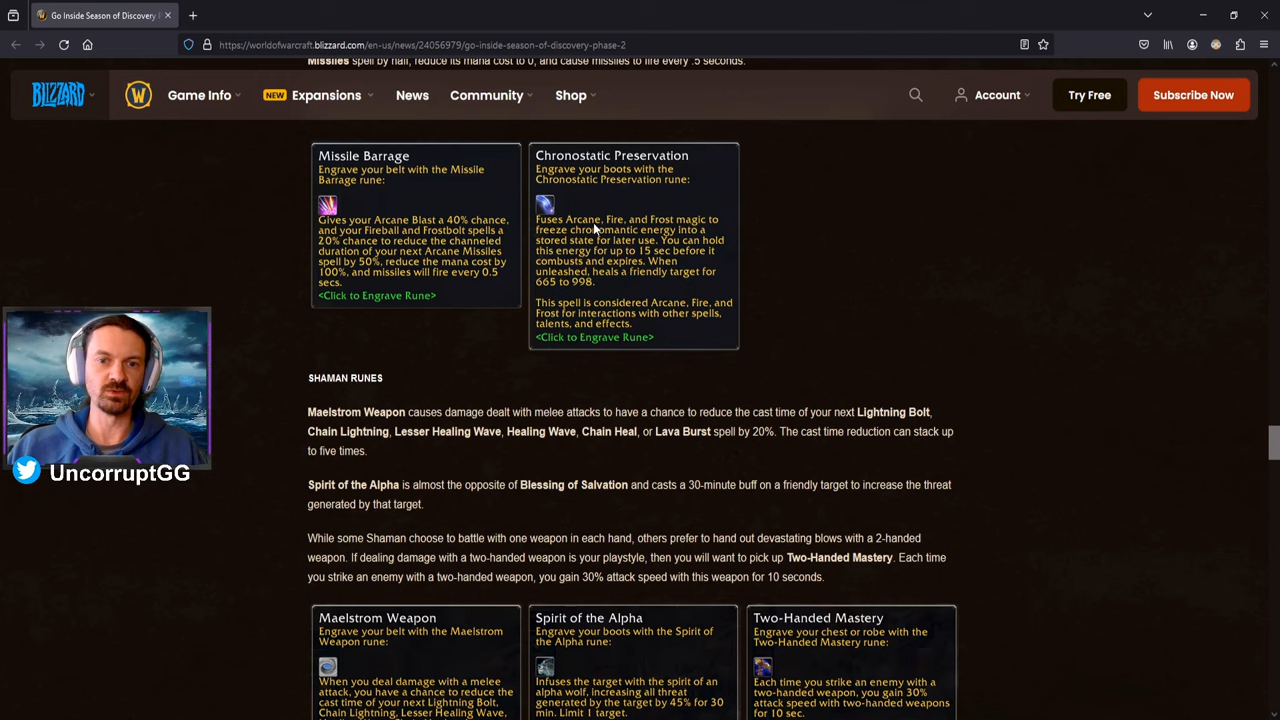 Go Inside Season of Discovery P
https://worldofwarcraft.blizzard.com/en-us/news/24056979/go-inside-season-of-discovery-phase-2
Missiles spell by half, reduce its mana cost to 0, and cause missiles to fire every .5 seconds.
BLIZZARD
W
Game Info
NEW
Expansions
News
Community
Shop
Account
Try Free
Subscribe Now
Missile Barrage
Engrave your belt with the Missile
Barrage rune:
Gives your Arcane Blast a 40% chance,
and your Fireball and Frostbolt spells a
20% chance to reduce the channeled
duration of your next Arcane Missiles
spell by 50%, reduce the mana cost by
100%, and missiles will fire every 0.5
secs.
<Click to Engrave Rune>
Chronostatic Preservation
Engrave your boots with the
Chronostatic Preservation rune:
Fuses Arcane, Fire, and Frost magic to
freeze chronomantic energy into a
stored state for later use. You can hold
this energy for up to 15 sec before it
combusts and expires. When
unleashed, heals a friendly target for
665 to 998.
This spell is considered Arcane, Fire, and
Frost for interactions with other spells,
talents, and effects.
<Click to Engrave Rune>
SHAMAN RUNES
Maelstrom Weapon causes damage dealt with melee attacks to have a chance to reduce the cast time of your next Lightning Bolt,
Chain Lightning, Lesser Healing Wave, Healing Wave, Chain Heal, or Lava Burst spell by 20%. The cast time reduction can stack up
to five times.
Spirit of the Alpha is almost the opposite of Blessing of Salvation and casts a 30-minute buff on a friendly target to increase the threat
generated by that target.
While some Shaman choose to battle with one weapon in each hand, others prefer to hand out devastating blows with a 2-handed
weapon. If dealing damage with a two-handed weapon is your playstyle, then you will want to pick up Two-Handed Mastery. Each time
you strike an enemy with a two-handed weapon, you gain 30% attack speed with this weapon for 10 seconds.
Maelstrom Weapon
Engrave your belt with the Maelstrom
Weapon rune:
When you deal damage with a melee
attack, you have a chance to reduce the
cast time of your next Lightning Bolt,
Chain Lightning, Lesser Healing Wave,
Spirit of the Alpha
Engrave your boots with the Spirit of
the Alpha rune:
Infuses the target with the spirit of an
alpha wolf, increasing all threat
generated by the target by 45% for 30
min. Limit 1 target.
Two-Handed Mastery
Engrave your chest or robe with the
Two-Handed Mastery rune:
Each time you strike an enemy with a
two-handed weapon, you gain 30%
attack speed with two-handed weapons
for 10 sec.
UncorruptGG